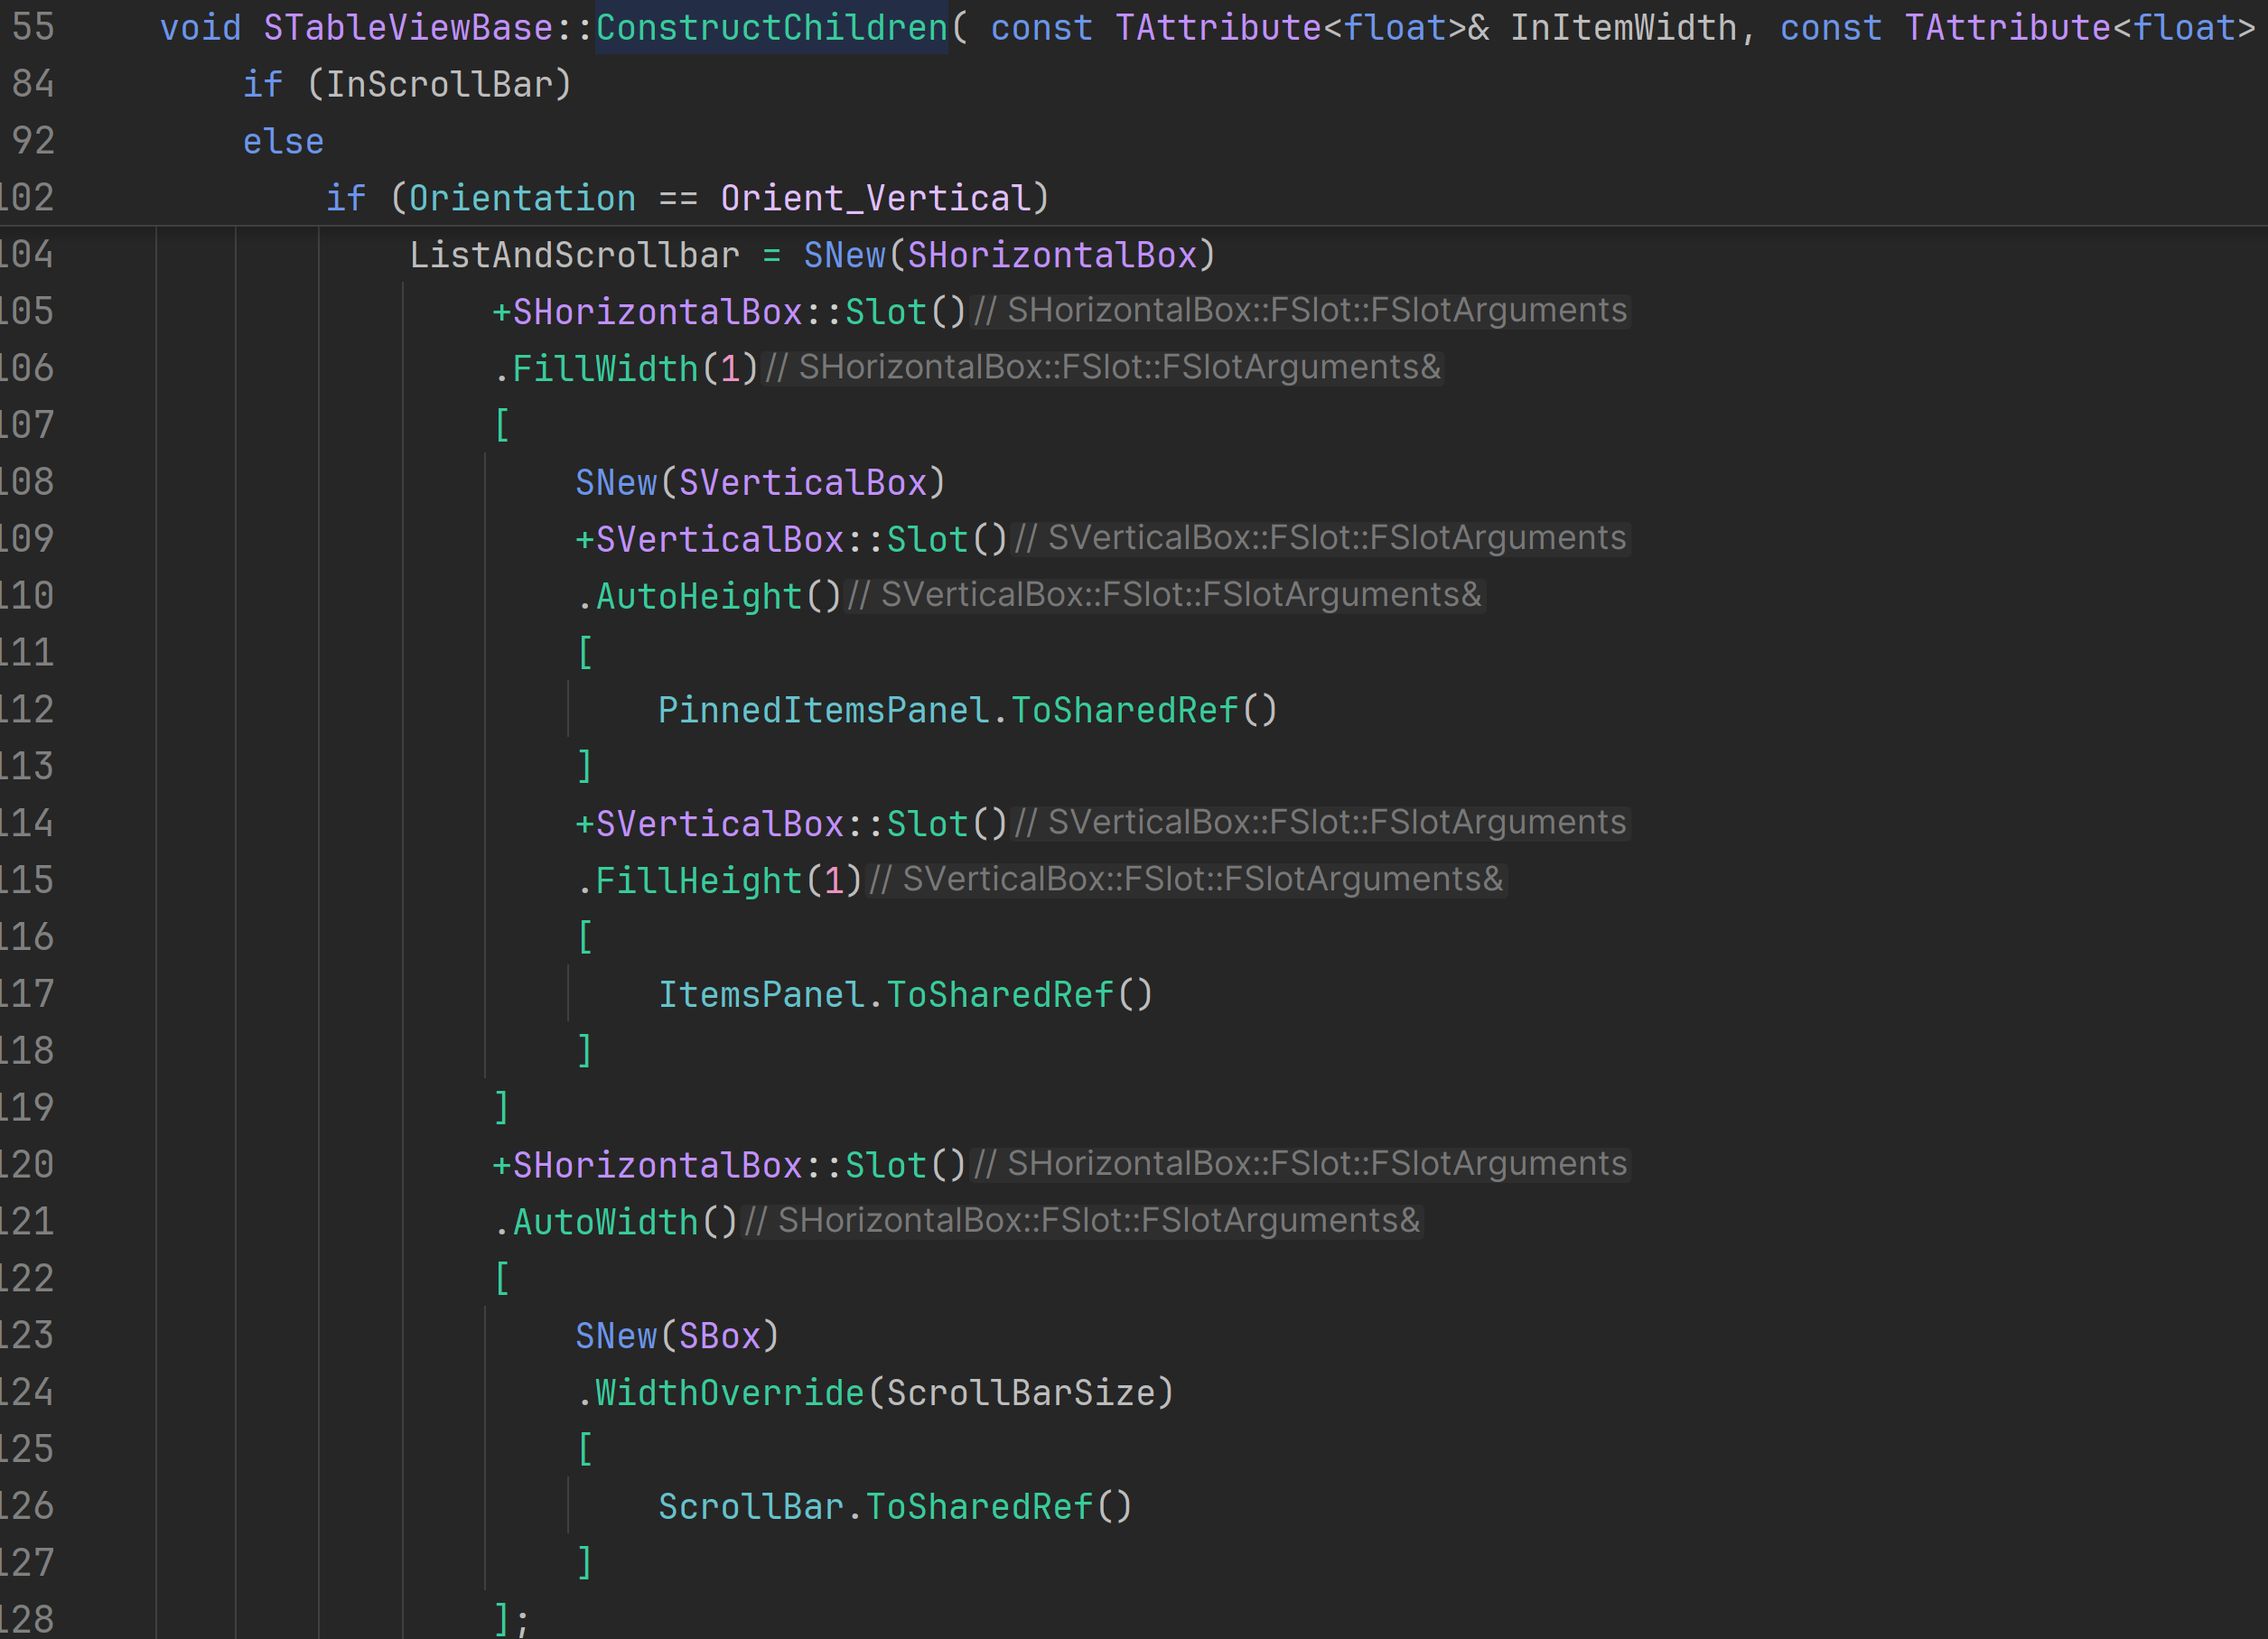 55 void STableViewBase::ConstructChildren( const TAttribute<float>& InItemWidth, const TAttribute<float>
84 if (InScrollBar)
92 else
102 if (Orientation == Orient_Vertical)
104 ListAndScrollbar = SNew(SHorizontalBox)
105 +SHorizontalBox::Slot() // SHorizontalBox::FSlot::FSlotArguments
106 .FillWidth(1) // SHorizontalBox::FSlot::FSlotArguments&
107 [
108 SNew(SVerticalBox)
109 +SVerticalBox::Slot() // SVerticalBox::FSlot::FSlotArguments
110 .AutoHeight() // SVerticalBox::FSlot::FSlotArguments&
111 [
112 PinnedItemsPanel.ToSharedRef()
113 ]
114 +SVerticalBox::Slot() // SVerticalBox::FSlot::FSlotArguments
115 .FillHeight(1) // SVerticalBox::FSlot::FSlotArguments&
116 [
117 ItemsPanel.ToSharedRef()
118 ]
119 ]
120 +SHorizontalBox::Slot() // SHorizontalBox::FSlot::FSlotArguments
121 .AutoWidth() // SHorizontalBox::FSlot::FSlotArguments&
122 [
123 SNew(SBox)
124 .WidthOverride(ScrollBarSize)
125 [
126 ScrollBar.ToSharedRef()
127 ]
128 ];